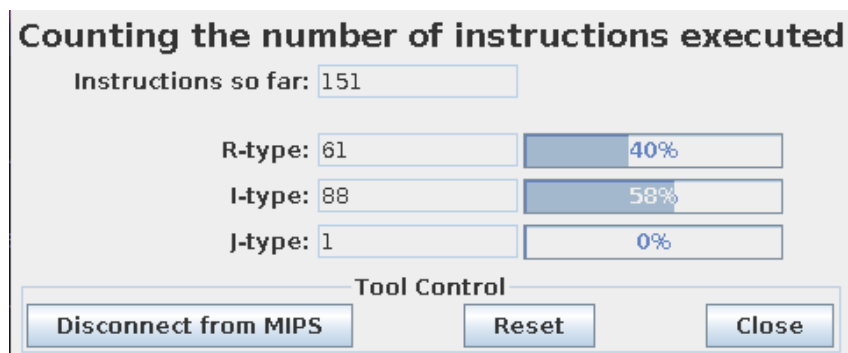 Counting the number of instructions executed
Instructions so far: 151
R-type: 61 40%
I-type: 88 58%
J-type: 1 0%
Tool Control
Disconnect from MIPS Reset Close